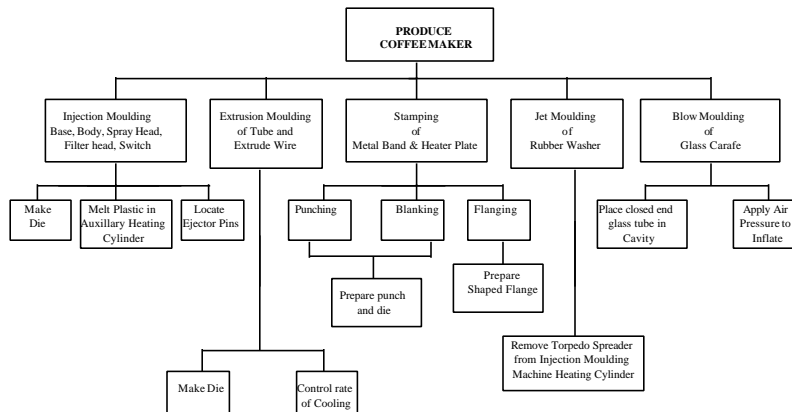 PRODUCE
COFFEE MAKER
Injection Moulding
Base, Body, Spray Head,
Filter head, Switch
Extrusion Moulding
of Tube and
Extrude Wire
Stamping
of
Metal Band & Heater Plate
Jet Moulding
of
Rubber Washer
Blow Moulding
of
Glass Carafe
Make
Die
Melt Plastic in
Auxillary Heating
Cylinder
Locate
Ejector Pins
Punching
Blanking
Flanging
Place closed end
glass tube in
Cavity
Apply Air
Pressure to
Inflate
Prepare punch
and die
Prepare
Shaped Flange
Remove Torpedo Spreader
from Injection Moulding
Machine Heating Cylinder
Make Die
Control rate
of Cooling